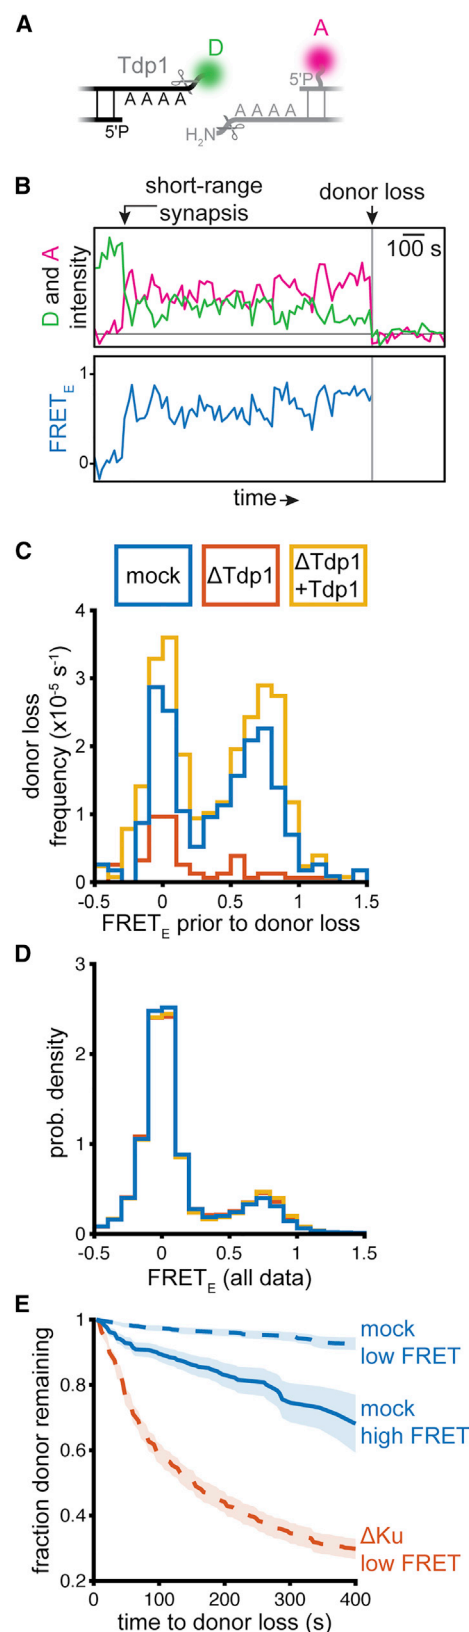 A
Tdp1
D
A
A A A A
5'P
5'P
A A A A
H2N
B
short-range
synapsis
donor loss
D and A
intensity
100 s
FRETE
1
0
time
C
mock
ΔTdp1
ΔTdp1
+Tdp1
donor loss
frequency (x10-5 s-1)
4
3
2
1
0
-0.5 0 0.5 1 1.5
FRETE prior to donor loss
D
prob. density
3
2
1
0
-0.5 0 0.5 1 1.5
FRETE (all data)
E
fraction donor remaining
1
0.8
0.6
0.4
0.2
mock
low FRET
mock
high FRET
ΔKu
low FRET
0 100 200 300 400
time to donor loss (s)